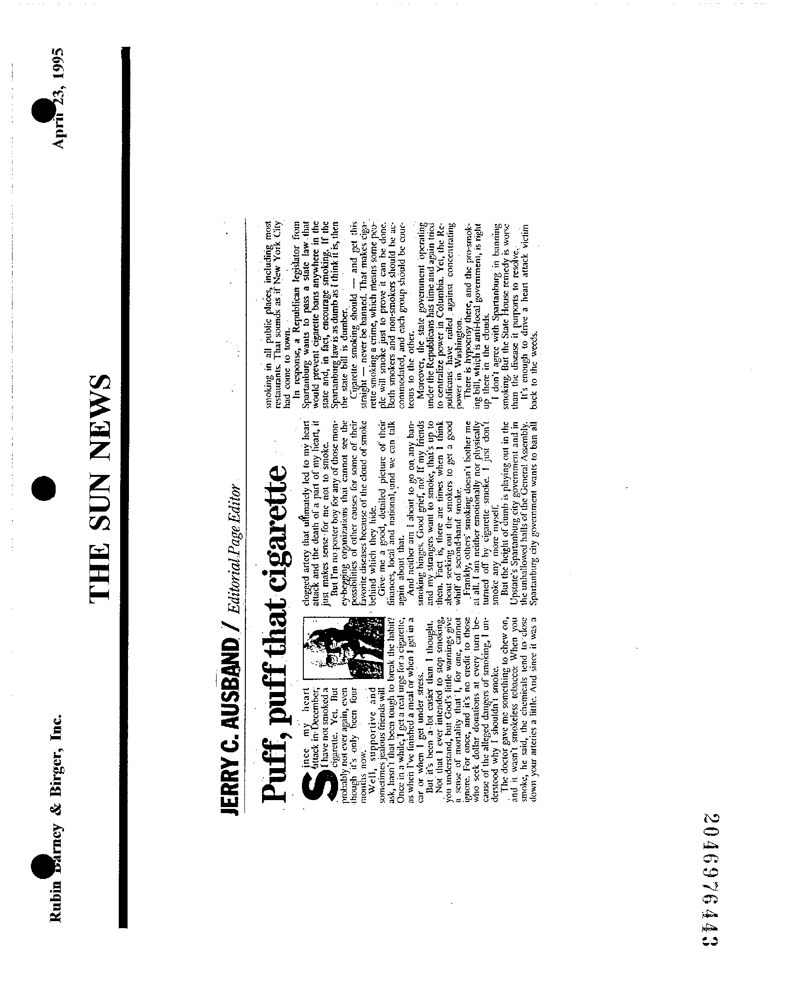 Rubin Barney & Birger, Inc.
April 23, 1995
THE SUN NEWS
JERRY C. AUSBAND / Editorial Page Editor
Puff, puff that cigarette
Since my heart
attack in December,
I have not smoked a
cigarette. Yet. But
probably not ever again, even
though it's only been four
months now.
Well, supportive and
sometimes jealous friends will
ask, hasn't that been tough to break the habit?
Once in a while, I get a real urge for a cigarette,
as when I've finished a meal or when I get in a
car or when I get under stress.
But it's been a lot easier than I thought.
Not that I ever intended to stop smoking,
you understand, but God's little warnings give
a sense of mortality that I, for one, cannot
ignore. For once, and it's no credit to those
who seek dollar donations at every turn be-
cause of the alleged dangers of smoking, I un-
derstood why I shouldn't smoke.
The doctor gave me something to chew on,
and it wasn't smokeless tobacco: When you
smoke, he said, the chemicals tend to close
down your arteries a little. And since it was a
clogged artery that ultimately led to my heart
attack and the death of a part of my heart, it
just makes sense for me not to smoke.
But I'm no poster boy for any of those mon-
ey-begging organizations that cannot see the
possibilities of other causes for some of their
favorite diseases because of the cloud of smoke
behind which they hide.
Give me a good, detailed picture of their
finances, local and national, and we can talk
again about that.
And neither am I about to go on any ban-
smoking binges. Good grief, no! If my friends
and my strangers want to smoke, that's up to
them. Fact is, there are times when I think
about seeking out the smokers to get a good
whiff of second-hand smoke.
Frankly, others' smoking doesn't bother me
at all. I am neither emotionally nor physically
turned off by cigarette smoke. I just don't
smoke any more myself.
But the height of dumb is playing out in the
Upstate's Spartanburg city government and in
the unhallowed halls of the General Assembly.
Spartanburg city government wants to ban all
smoking in all public places, including most
restaurants. That sounds as if New York City
had come to town.
In response, a Republican legislator from
Spartanburg wants to pass a state law that
would prevent cigarette bans anywhere in the
state and, in fact, encourage smoking. If the
Spartanburg law is as dumb as I think it is, then
the state bill is dumber.
Cigarette smoking should — and get this
straight — never be banned. That makes ciga-
rette smoking a crime, which means some peo-
ple will smoke just to prove it can be done.
Both smokers and non-smokers should be ac-
commodated, and each group should be cour-
teous to the other.
Moreover, the state government operating
under the Republicans has time and again tried
to centralize power in Columbia. Yet, the Re-
publicans have railed against concentrating
power in Washington.
There is hypocrisy there, and the pro-smok-
ing bill, which is anti-local government, is right
up there in the clouds.
I don't agree with Spartanburg in banning
smoking. But the State House remedy is worse
than the disease it purports to resolve.
It's enough to drive a heart attack victim
back to the weeds.
2046976443